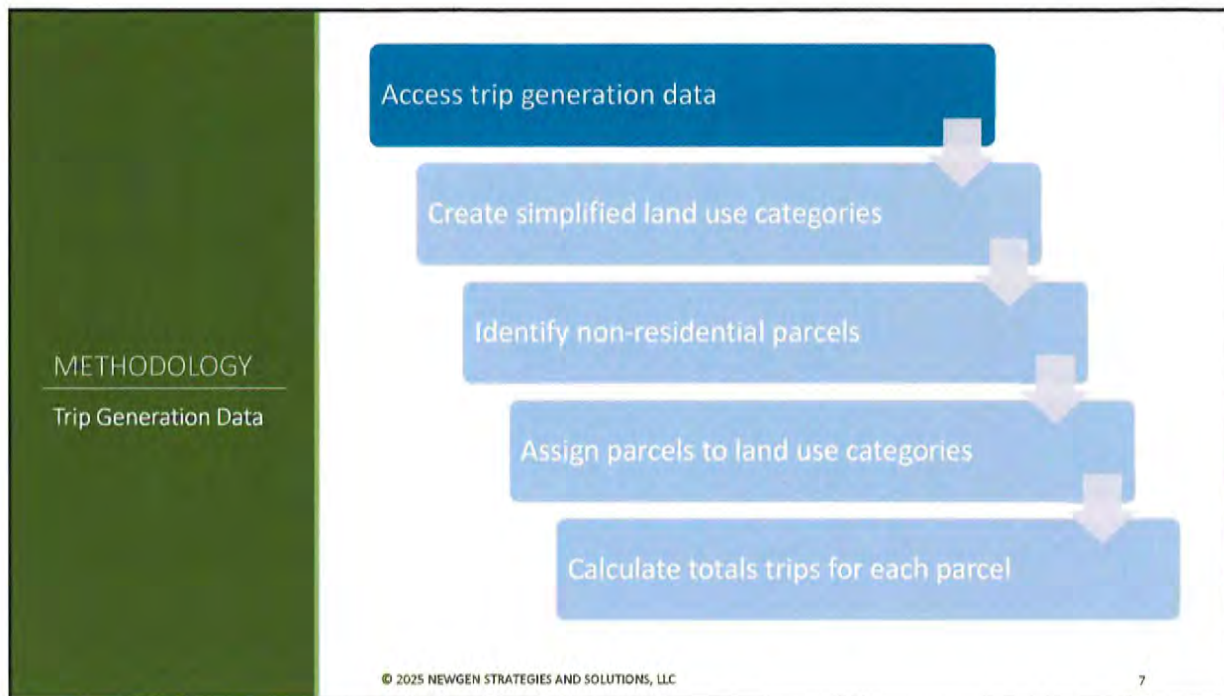 METHODOLOGY
Trip Generation Data
Access trip generation data
Create simplified land use categories
Identify non-residential parcels
Assign parcels to land use categories
Calculate totals trips for each parcel
© 2025 NEWGEN STRATEGIES AND SOLUTIONS, LLC
7